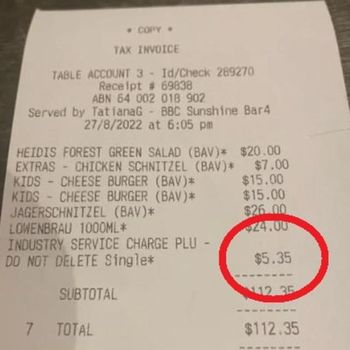 * COPY *
TAX INVOICE
TABLE ACCOUNT 3 - Id/Check 289270
Receipt # 69838
ABN 64 002 018 902
Served by TatianaG - BBC Sunshine Bar4
27/8/2022 at 6:05 pm
HEIDIS FOREST GREEN SALAD (BAV)* $20.00
EXTRAS - CHICKEN SCHNITZEL (BAV)* $7.00
KIDS - CHEESE BURGER (BAV)* $15.00
KIDS - CHEESE BURGER (BAV)* $15.00
JAGERSCHNITZEL (BAV)* $26.00
LOWENBRAU 1000ML* $24.00
INDUSTRY SERVICE CHARGE PLU -
DO NOT DELETE Single* $5.35
--------
SUBTOTAL $112.35
--------
7 TOTAL $112.35
--------